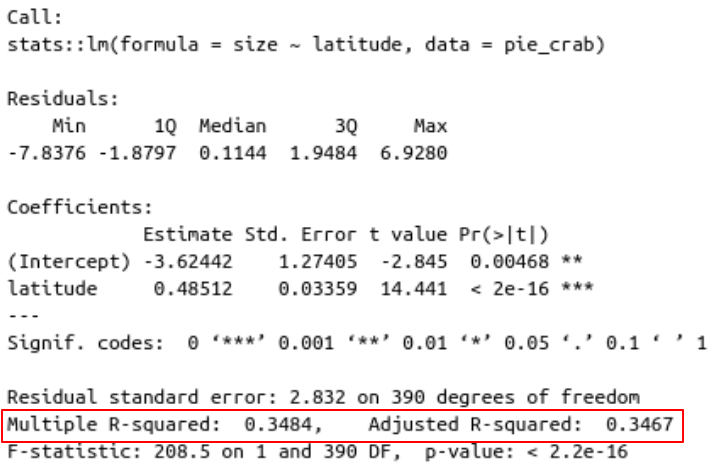 Call:
stats::lm(formula = size ~ latitude, data = pie_crab)
Residuals:
    Min      1Q  Median      3Q     Max
-7.8376 -1.8797  0.1144  1.9484  6.9280
Coefficients:
            Estimate Std. Error t value Pr(>|t|)
(Intercept) -3.62442    1.27405  -2.845  0.00468 **
latitude     0.48512    0.03359  14.441  < 2e-16 ***
---
Signif. codes:  0 ‘***’ 0.001 ‘**’ 0.01 ‘*’ 0.05 ‘.’ 0.1 ‘ ’ 1
Residual standard error: 2.832 on 390 degrees of freedom
Multiple R-squared:  0.3484,    Adjusted R-squared:  0.3467
F-statistic: 208.5 on 1 and 390 DF,  p-value: < 2.2e-16